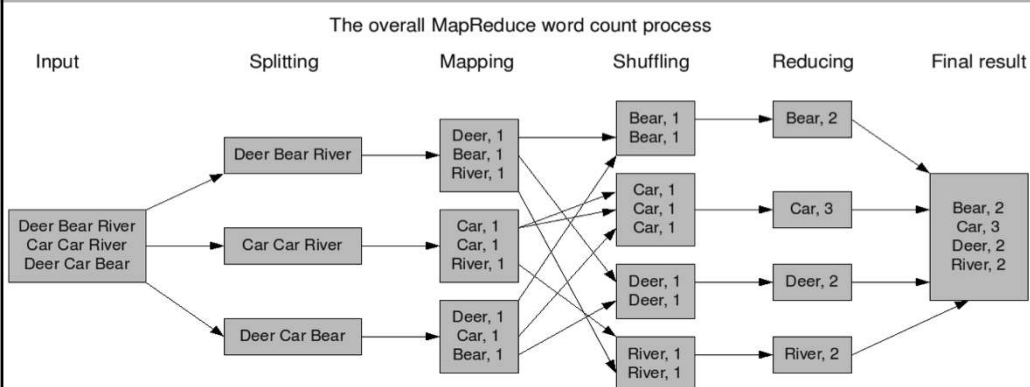 The overall MapReduce word count process
Input
Splitting
Mapping
Shuffling
Reducing
Final result
Deer Bear River
Car Car River
Deer Car Bear
Deer Bear River
Car Car River
Deer Car Bear
Deer, 1
Bear, 1
River, 1
Car, 1
Car, 1
River, 1
Deer, 1
Car, 1
Bear, 1
Bear, 1
Bear, 1
Car, 1
Car, 1
Car, 1
Deer, 1
Deer, 1
River, 1
River, 1
Bear, 2
Car, 3
Deer, 2
River, 2
Bear, 2
Car, 3
Deer, 2
River, 2